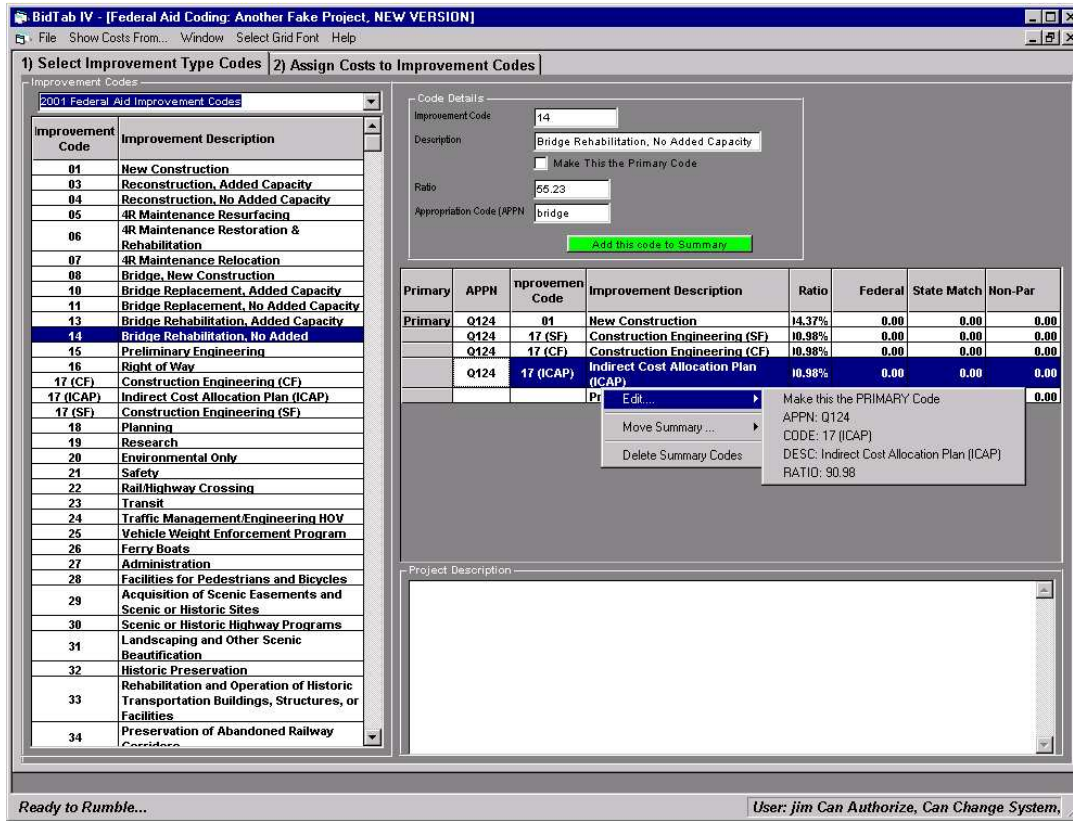 BidTab IV - [Federal Aid Coding: Another Fake Project, NEW VERSION]
File Show Costs From... Window Select Grid Font Help
1) Select Improvement Type Codes 2) Assign Costs to Improvement Codes
Improvement Codes
2001 Federal Aid Improvement Codes
Improvement Code Improvement Description
01 New Construction
03 Reconstruction, Added Capacity
04 Reconstruction, No Added Capacity
05 4R Maintenance Resurfacing
06 4R Maintenance Restoration &
Rehabilitation
07 4R Maintenance Relocation
08 Bridge, New Construction
10 Bridge Replacement, Added Capacity
11 Bridge Replacement, No Added Capacity
13 Bridge Rehabilitation, Added Capacity
14 Bridge Rehabilitation, No Added
15 Preliminary Engineering
16 Right of Way
17 (CF) Construction Engineering (CF)
17 (ICAP) Indirect Cost Allocation Plan (ICAP)
17 (SF) Construction Engineering (SF)
18 Planning
19 Research
20 Environmental Only
21 Safety
22 Rail/Highway Crossing
23 Transit
24 Traffic Management/Engineering HOV
25 Vehicle Weight Enforcement Program
26 Ferry Boats
27 Administration
28 Facilities for Pedestrians and Bicycles
29 Acquisition of Scenic Easements and
Scenic or Historic Sites
30 Scenic or Historic Highway Programs
31 Landscaping and Other Scenic
Beautification
32 Historic Preservation
33 Rehabilitation and Operation of Historic
Transportation Buildings, Structures, or
Facilities
34 Preservation of Abandoned Railway
Code Details
Improvement Code 14
Description Bridge Rehabilitation, No Added Capacity
Make This the Primary Code
Ratio 55.23
Appropriation Code (APPN bridge
Add this code to Summary
Primary APPN nprovemen Code Improvement Description Ratio Federal State Match Non-Par
Primary Q124 01 New Construction 4.37% 0.00 0.00 0.00
Q124 17 (SF) Construction Engineering (SF) 0.98% 0.00 0.00 0.00
Q124 17 (CF) Construction Engineering (CF) 0.98% 0.00 0.00 0.00
Q124 17 (ICAP) Indirect Cost Allocation Plan
(ICAP) 0.98% 0.00 0.00 0.00
0.00
Edit....
Move Summary ...
Delete Summary Codes
Make this the PRIMARY Code
APPN: Q124
CODE: 17 (ICAP)
DESC: Indirect Cost Allocation Plan (ICAP)
RATIO: 90.98
Project Description
Ready to Rumble... User: jim Can Authorize, Can Change System,